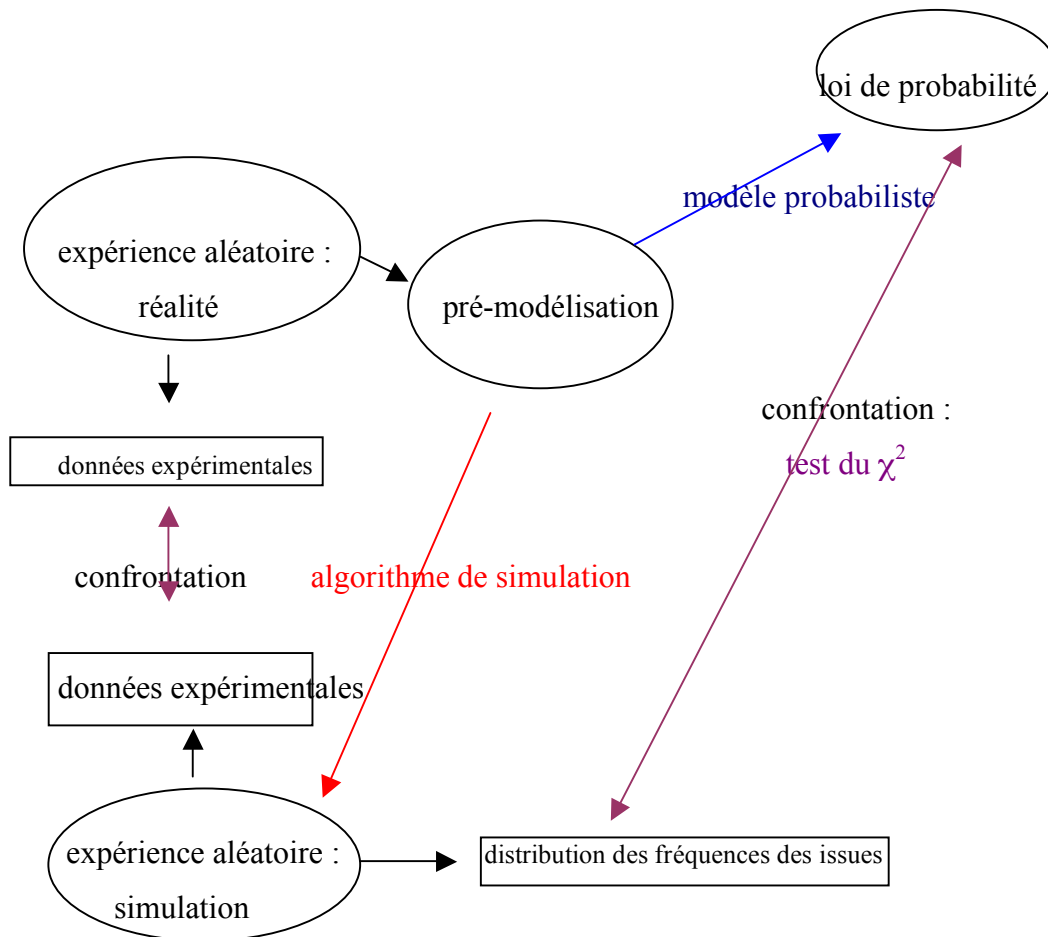 loi de probabilité
modèle probabiliste
expérience aléatoire :
réalité
pré-modélisation
confrontation :
test du χ²
données expérimentales
confrontation
algorithme de simulation
données expérimentales
expérience aléatoire :
simulation
distribution des fréquences des issues